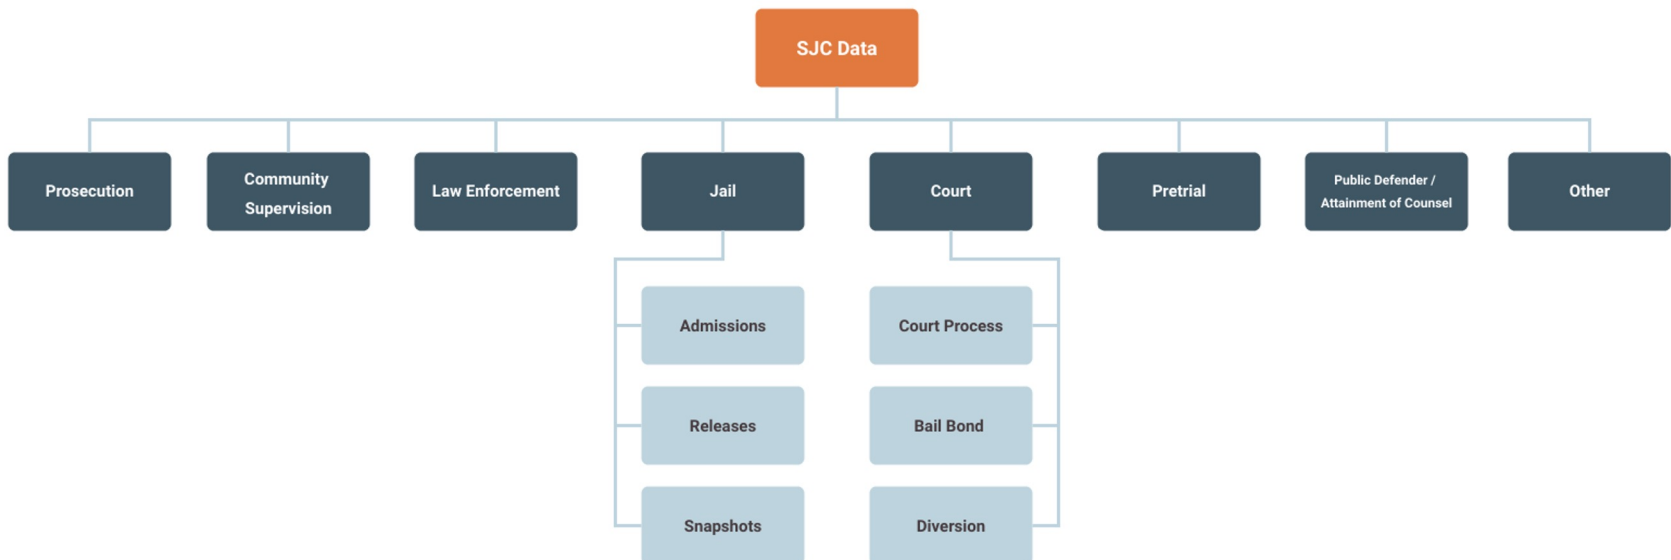 SJC Data
Prosecution
Community
Supervision
Law Enforcement
Jail
Court
Pretrial
Public Defender /
Attainment of Counsel
Other
Admissions
Releases
Snapshots
Court Process
Bail Bond
Diversion